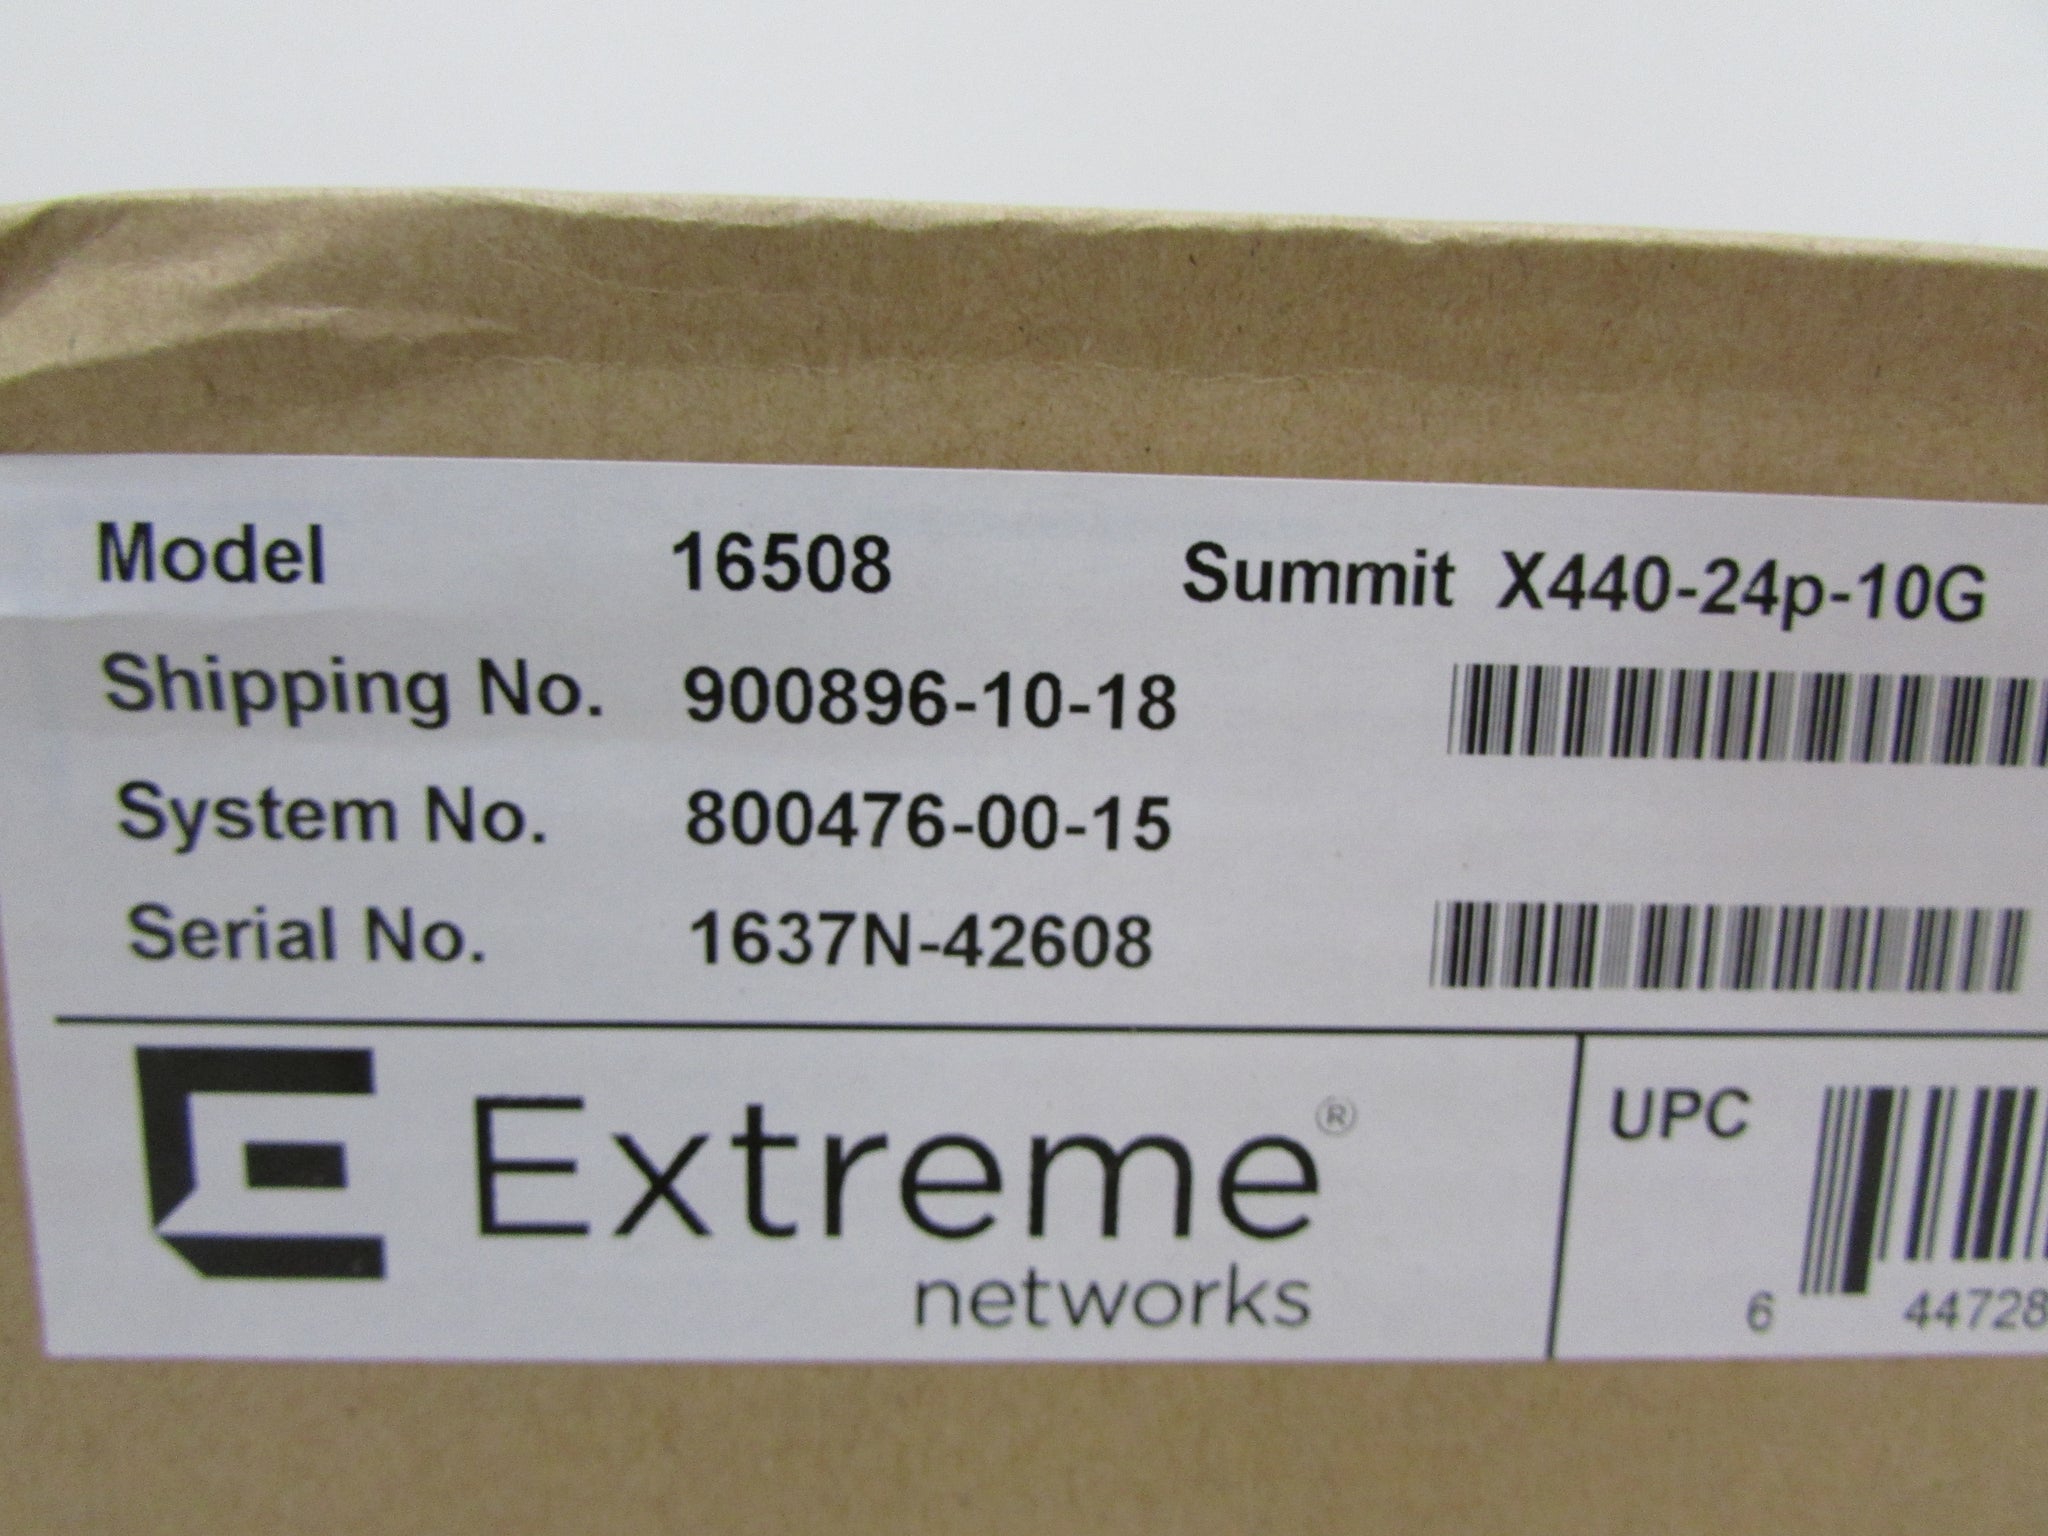 Model 16508 Summit X440-24p-10G
Shipping No. 900896-10-18
System No. 800476-00-15
Serial No. 1637N-42608
Extreme®
networks
UPC
6 44728